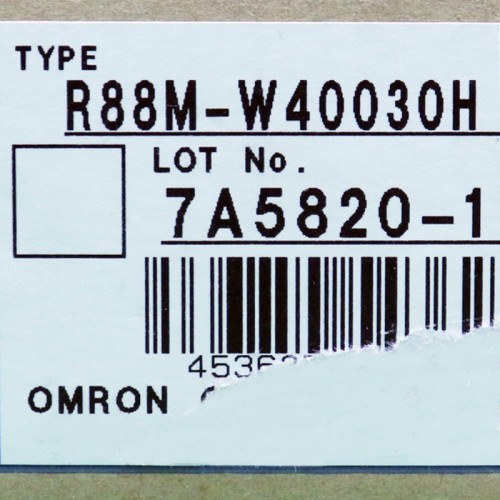 TYPE
R88M-W40030H
LOT No.
7A5820-1
OMRON